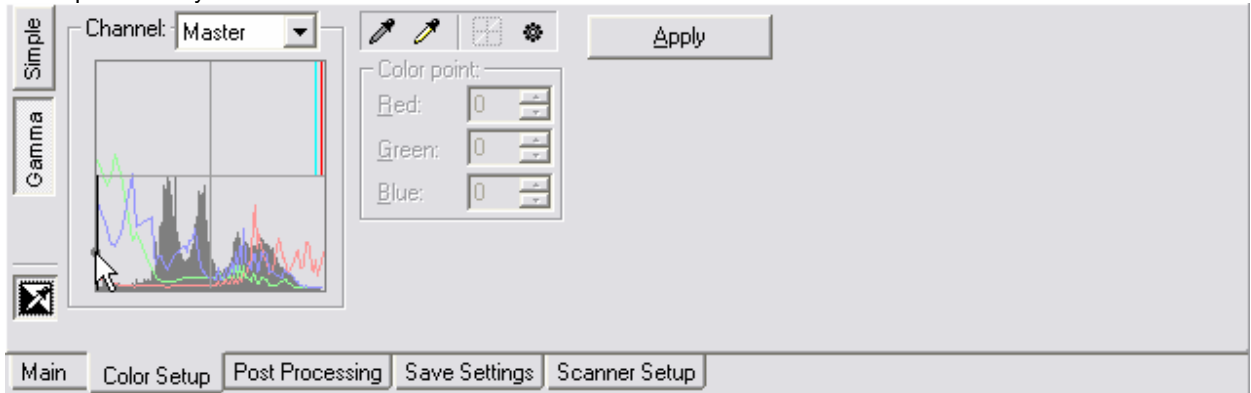 Simple
Gamma
Channel: Master
Apply
Color point:
Red: 0
Green: 0
Blue: 0
Main Color Setup Post Processing Save Settings Scanner Setup